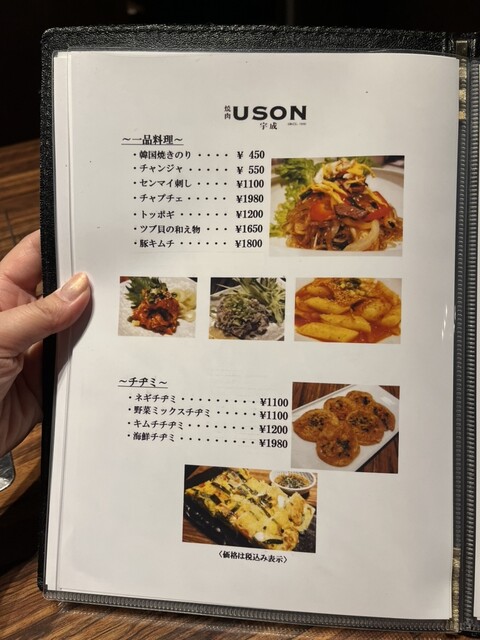 焼肉 USON
宇成
～一品料理～
・韓国焼きのり・・・・¥ 450
・チャンジャ・・・・・¥ 550
・センマイ刺し・・・・¥1100
・チャプチェ・・・・・¥1980
・トッポギ・・・・・・¥1200
・ツブ貝の和え物・・・¥1650
・豚キムチ・・・・・・¥1800
～チヂミ～
・ネギチヂミ・・・・・・・・・・¥1100
・野菜ミックスチヂミ・・・・・・¥1100
・キムチチヂミ・・・・・・・・・¥1200
・海鮮チヂミ・・・・・・・・・・¥1980
〈価格は税込み表示〉